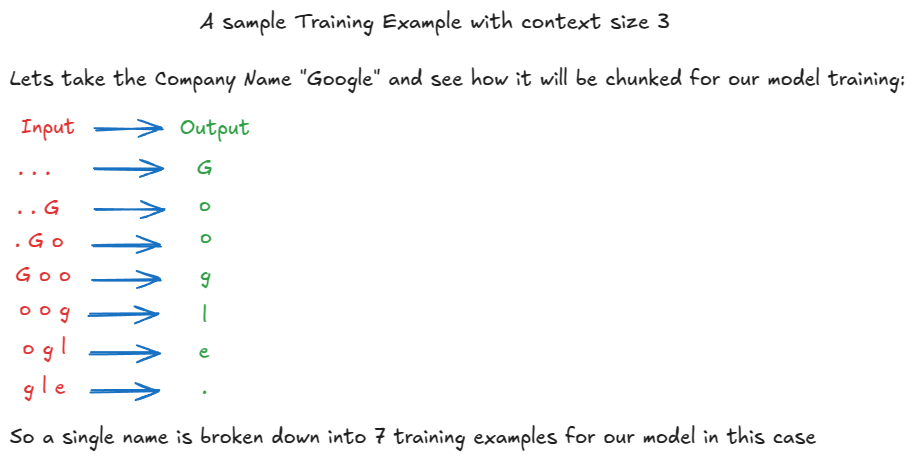 A sample Training Example with context size 3
Lets take the Company Name "Google" and see how it will be chunked for our model training:
Input Output
. . . G
. . G o
. G o o
G o o g
o o g l
o g l e
g l e .
So a single name is broken down into 7 training examples for our model in this case